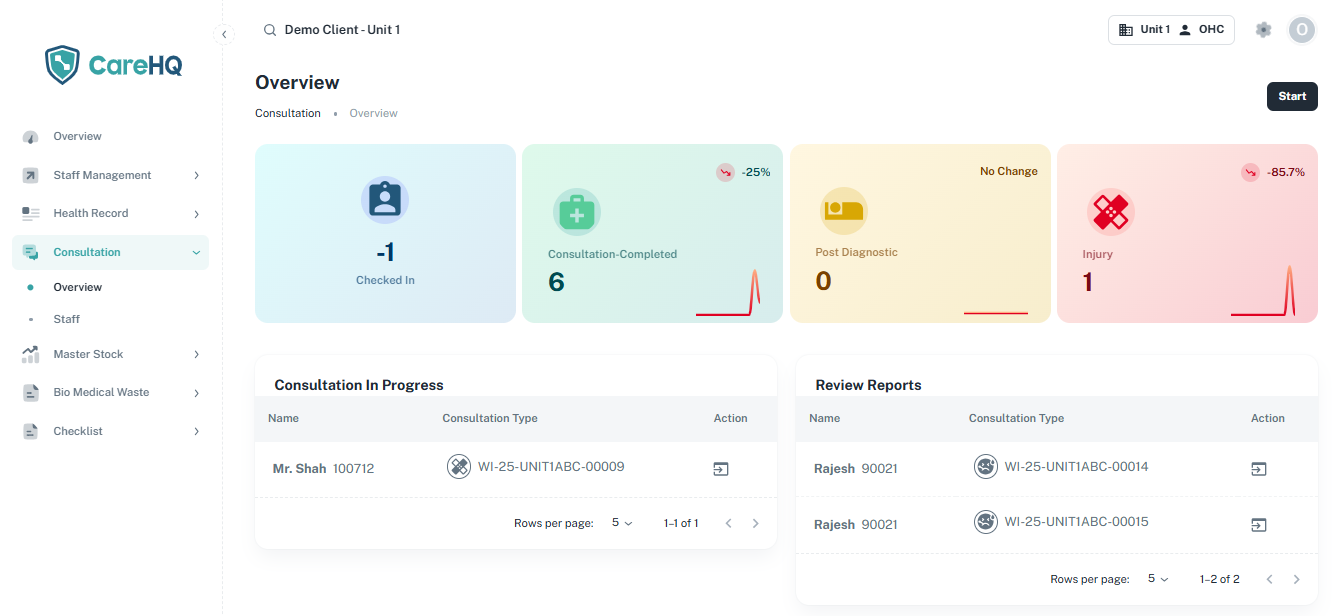 Demo Client - Unit 1
Unit 1 OHC
O
CareHQ
Overview
Staff Management
Health Record
Consultation
Overview
Staff
Master Stock
Bio Medical Waste
Checklist
Overview
Consultation • Overview
Start
-1
Checked In
-25%
Consultation-Completed
6
No Change
Post Diagnostic
0
-85.7%
Injury
1
Consultation In Progress
Name Consultation Type Action
Mr. Shah 100712 WI-25-UNIT1ABC-00009
Rows per page: 5 1–1 of 1
Review Reports
Name Consultation Type Action
Rajesh 90021 WI-25-UNIT1ABC-00014
Rajesh 90021 WI-25-UNIT1ABC-00015
Rows per page: 5 1–2 of 2